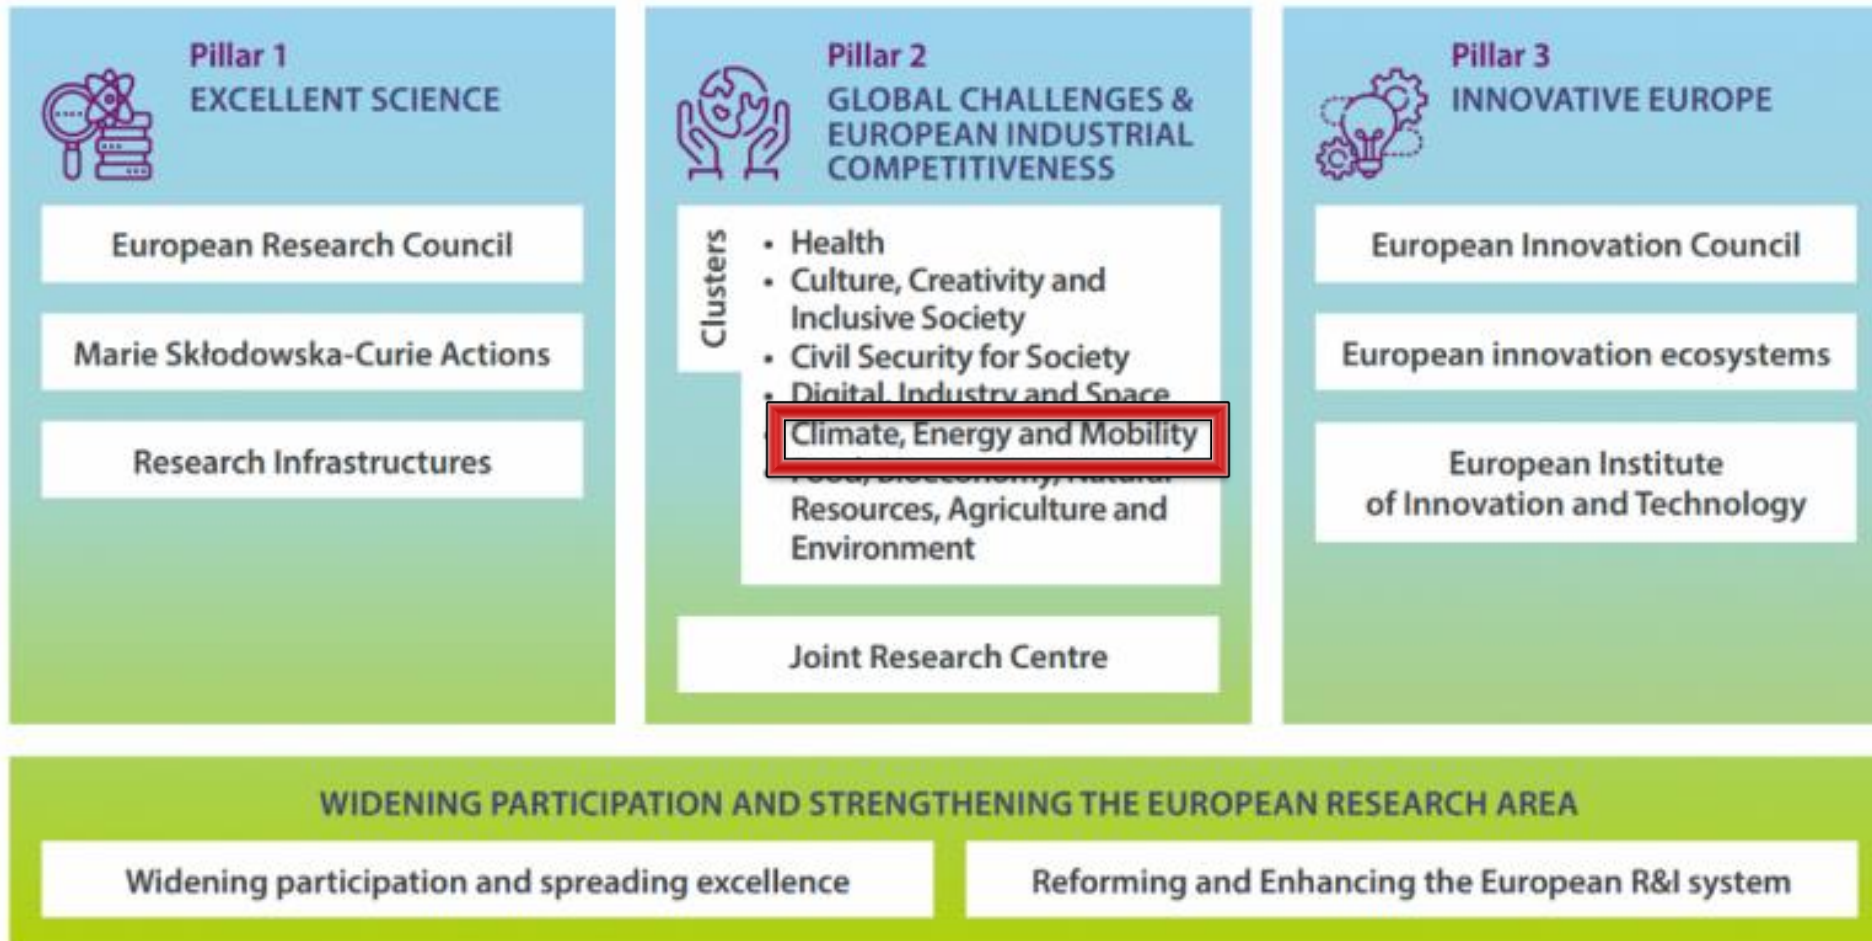 Pillar 1
EXCELLENT SCIENCE
European Research Council
Marie Skłodowska-Curie Actions
Research Infrastructures
Pillar 2
GLOBAL CHALLENGES &
EUROPEAN INDUSTRIAL
COMPETITIVENESS
Clusters
• Health
• Culture, Creativity and
Inclusive Society
• Civil Security for Society
• Digital, Industry and Space
Climate, Energy and Mobility
• Food, Bioeconomy, Natural
Resources, Agriculture and
Environment
Joint Research Centre
Pillar 3
INNOVATIVE EUROPE
European Innovation Council
European innovation ecosystems
European Institute
of Innovation and Technology
WIDENING PARTICIPATION AND STRENGTHENING THE EUROPEAN RESEARCH AREA
Widening participation and spreading excellence
Reforming and Enhancing the European R&I system